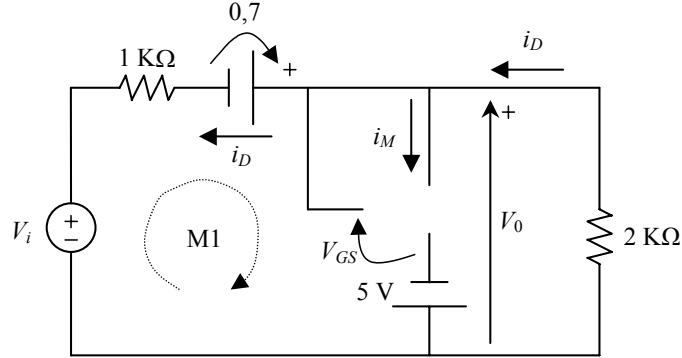 0,7
1 KΩ
+
i_D
i_D
i_M
+
+
−
V_i
M1
V_GS
V_0
2 KΩ
5 V